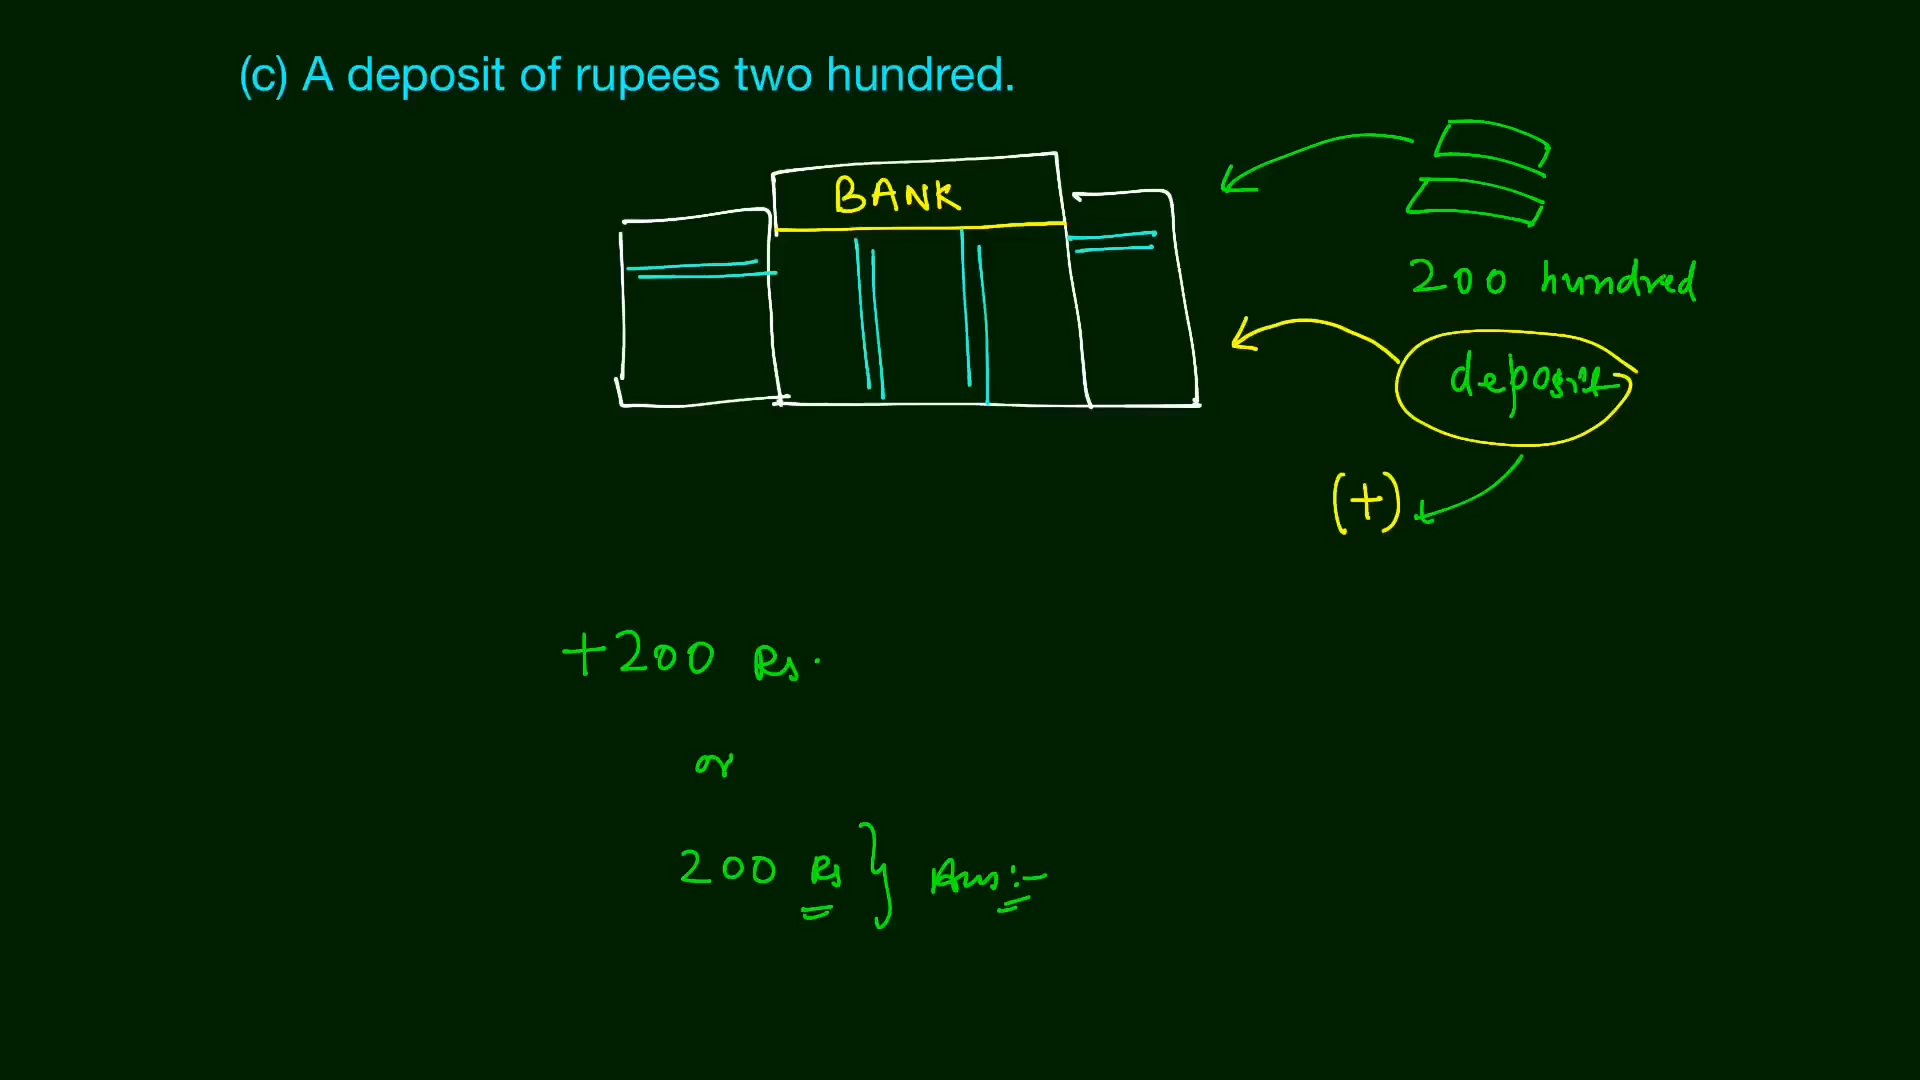 (c) A deposit of rupees two hundred.
BANK
200 hundred
deposit
(+)
+200 Rs.
or
200 Rs } Ans:-